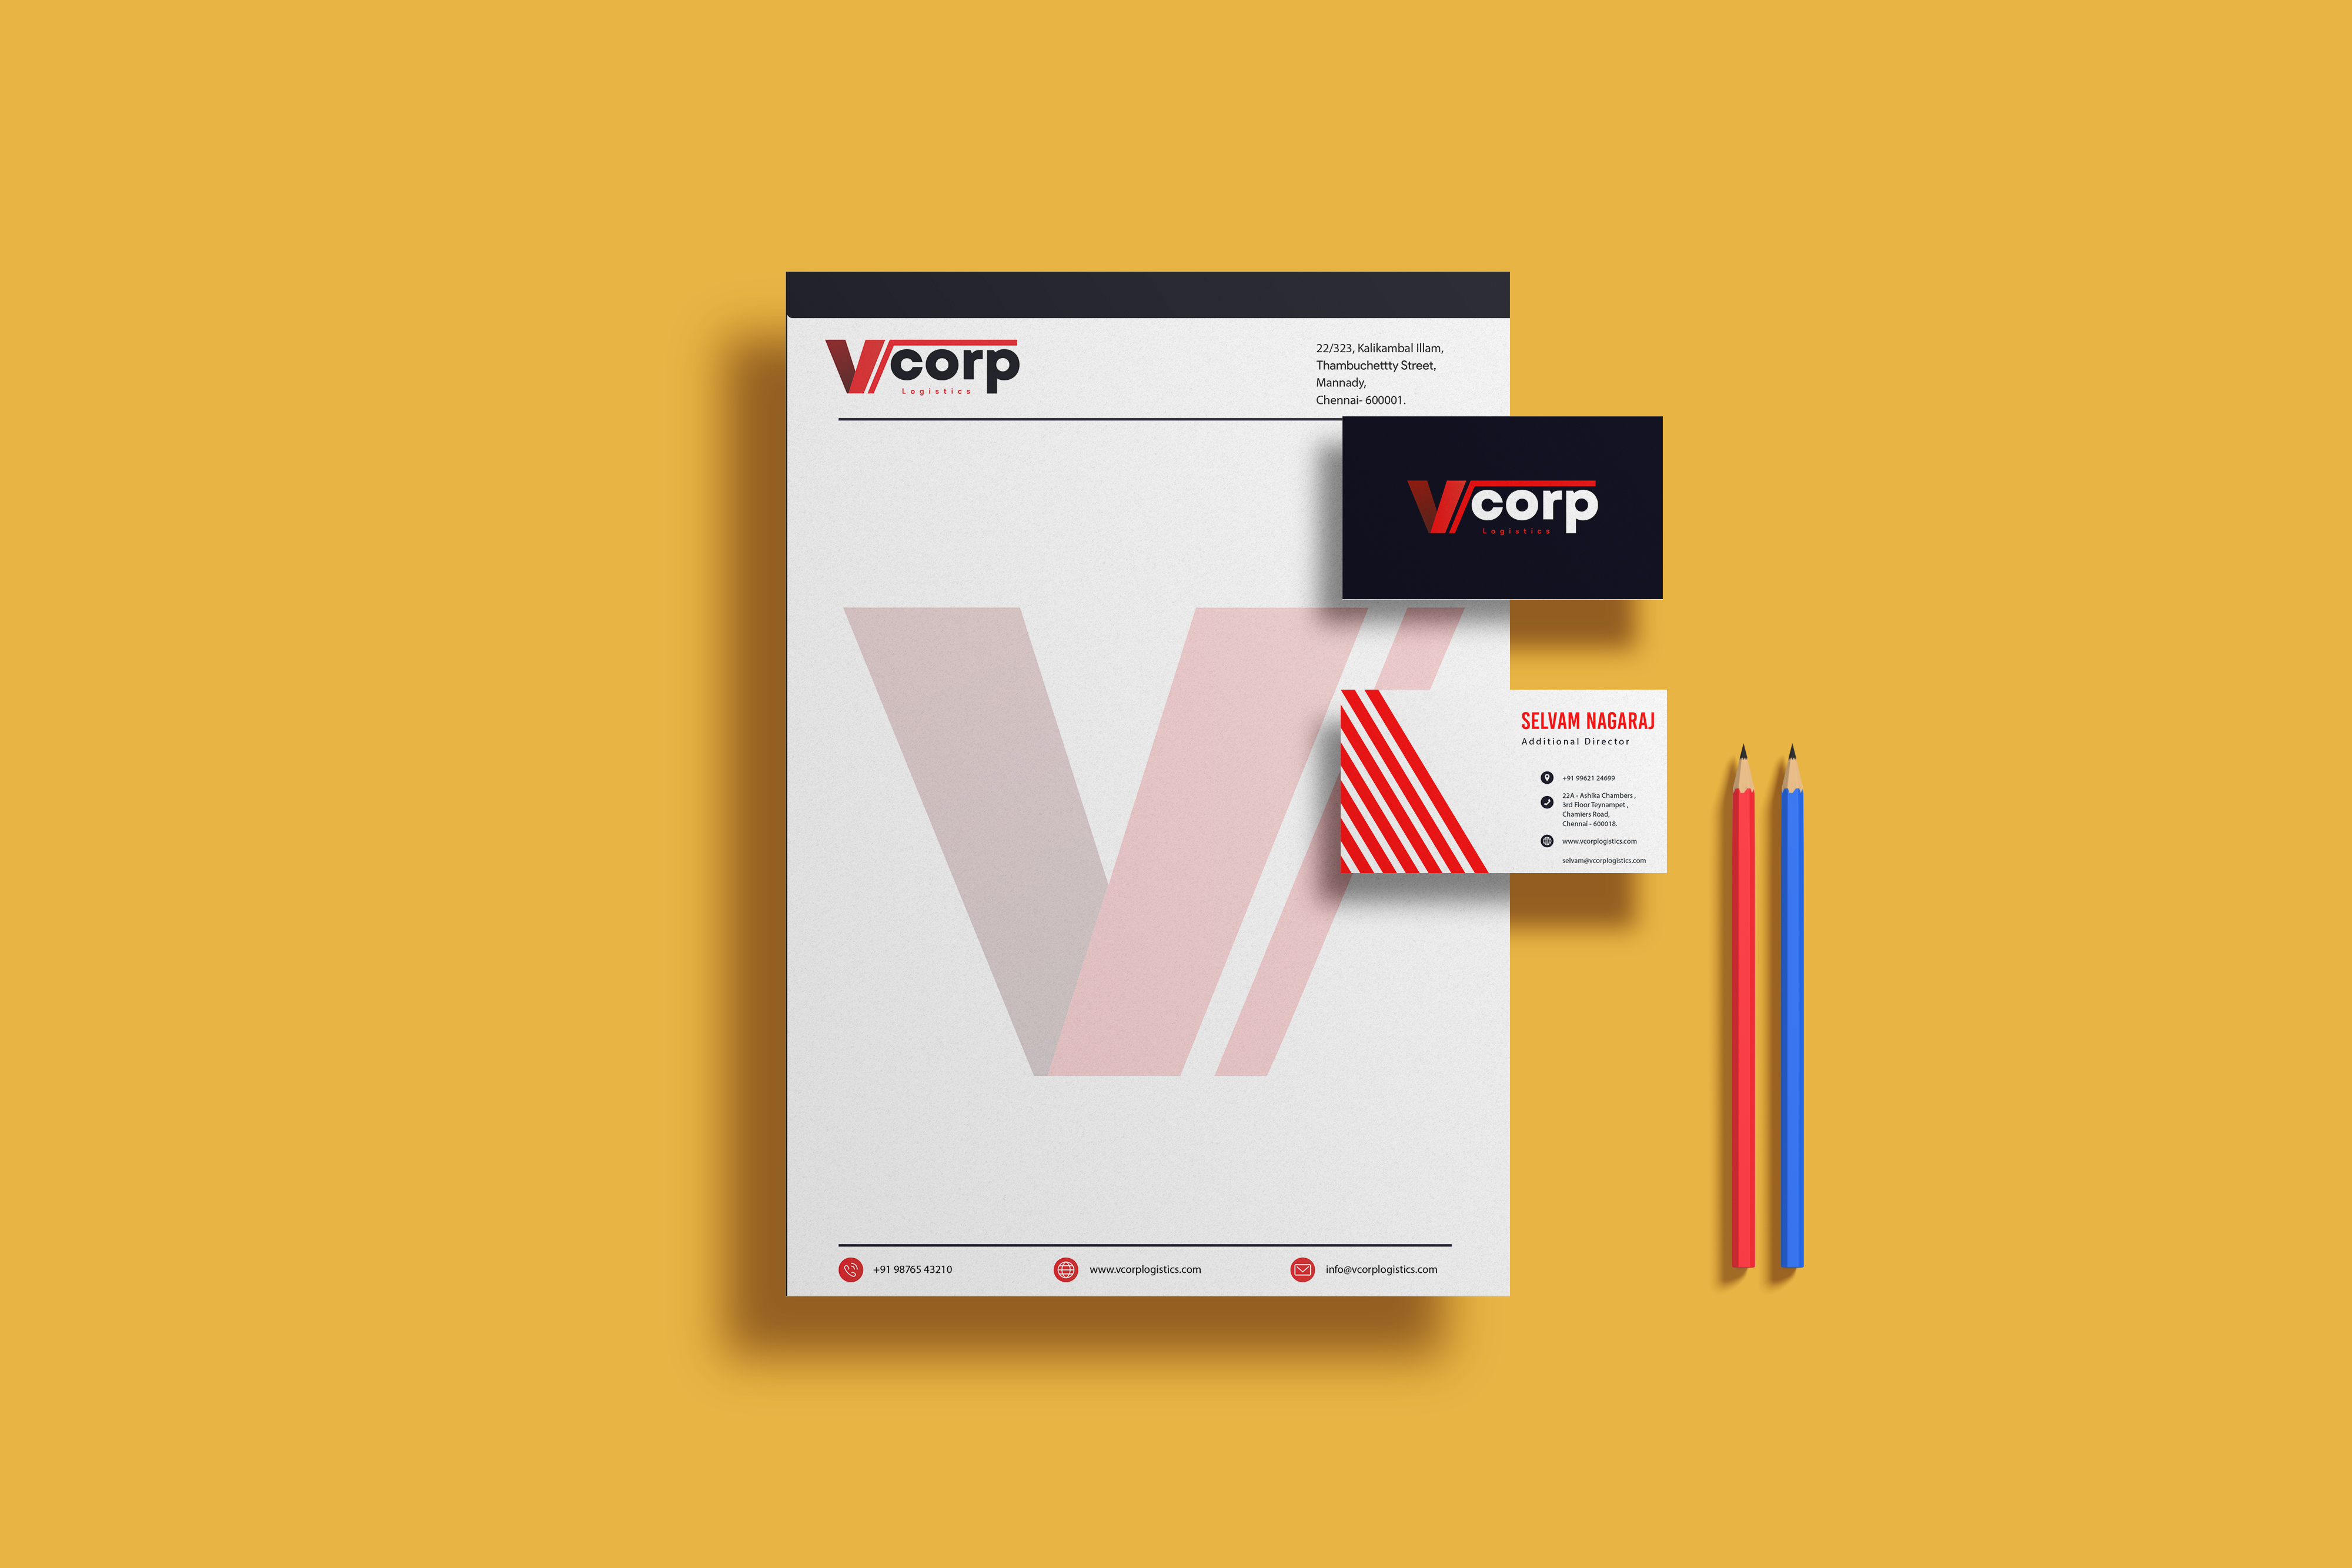 Vcorp
Logistics
22/323, Kalikambal Illam,
Thambuchettty Street,
Mannady,
Chennai- 600001.
Vcorp
Logistics
SELVAM NAGARAJ
Additional Director
+91 99621 24699
22A - Ashika Chambers ,
3rd Floor Teynampet ,
Chamiers Road,
Chennai - 600018.
www.vcorplogistics.com
selvam@vcorplogistics.com
+91 98765 43210
www.vcorplogistics.com
info@vcorplogistics.com